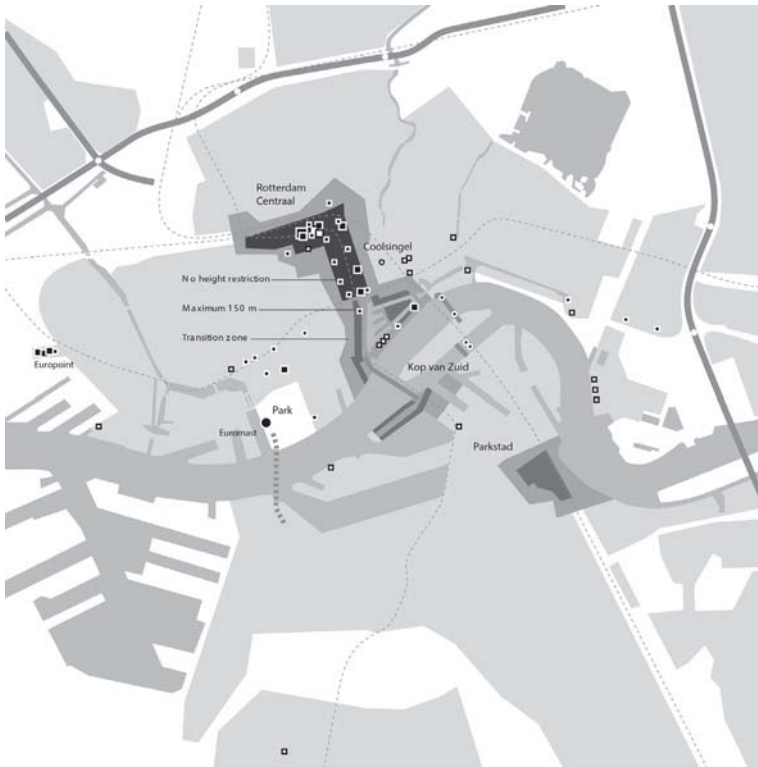 Rotterdam
Centraal
Coolsingel
No height restriction
Maximum 150 m
Transition zone
Europoint
Kop van Zuid
Park
Euromast
Parkstad